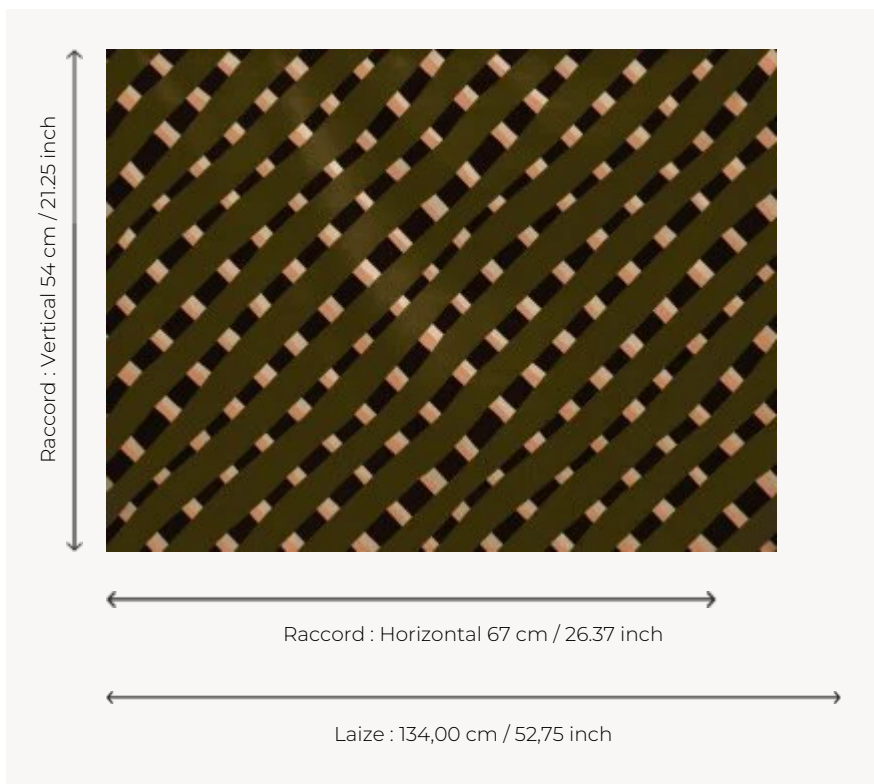 Raccord : Vertical 54 cm / 21.25 inch
Raccord : Horizontal 67 cm / 26.37 inch
Laize : 134,00 cm / 52,75 inch